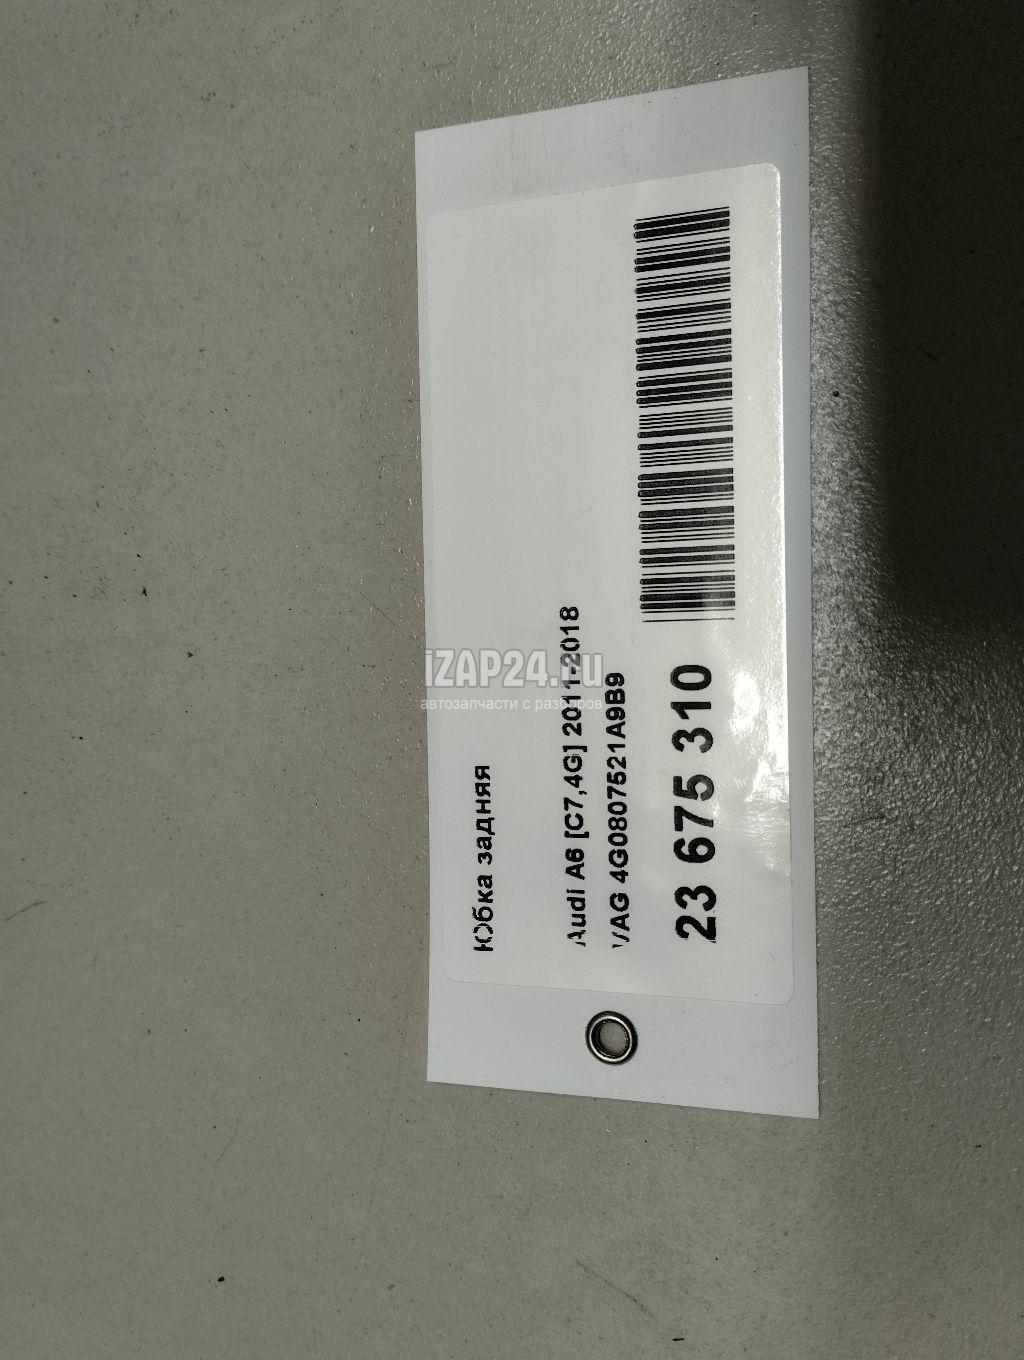 Юбка задняя
Audi A6 [C7,4G] 2011-2018
VAG 4G0807521A9B9
23 675 310
iZAP24.ru
автозапчасти с разборов